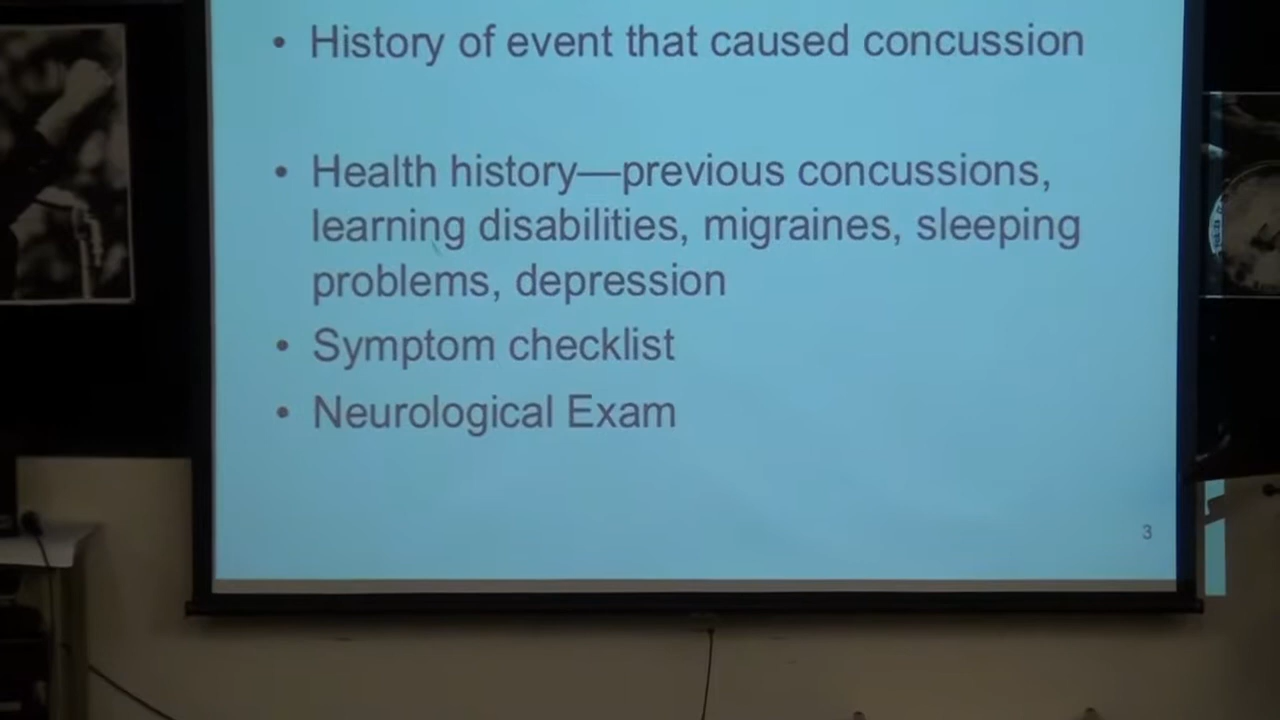 • History of event that caused concussion
• Health history—previous concussions,
learning disabilities, migraines, sleeping
problems, depression
• Symptom checklist
• Neurological Exam
3